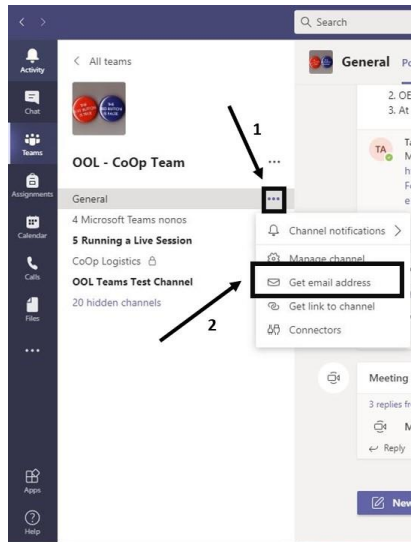 Search
Activity
Chat
Teams
Assignments
Calendar
Calls
Files
Apps
Help
All teams
OOL - CoOp Team
General
4 Microsoft Teams nonos
5 Running a Live Session
CoOp Logistics
OOL Teams Test Channel
20 hidden channels
1
2
Channel notifications
Manage channel
Get email address
Get link to channel
Connectors
General Po
2. OE
3. At
TA
Ta
M
h
Fo
e
Meeting
3 replies fr
M
Reply
New